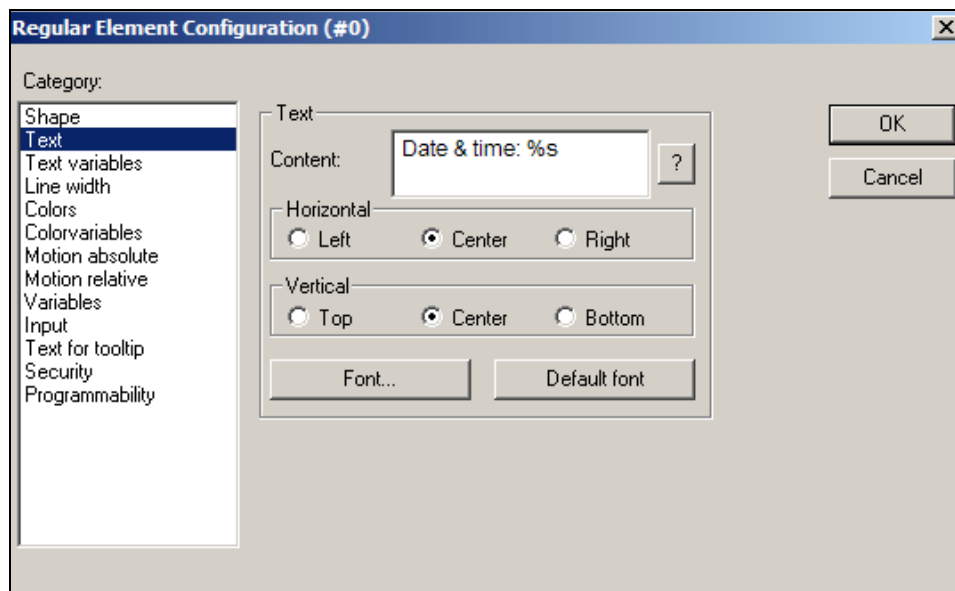 Regular Element Configuration (#0)
Category:
Shape
Text
Text variables
Line width
Colors
Colorvariables
Motion absolute
Motion relative
Variables
Input
Text for tooltip
Security
Programmability
Text
Content:
Date & time: %s
?
Horizontal
Left Center Right
Vertical
Top Center Bottom
Font... Default font
OK
Cancel